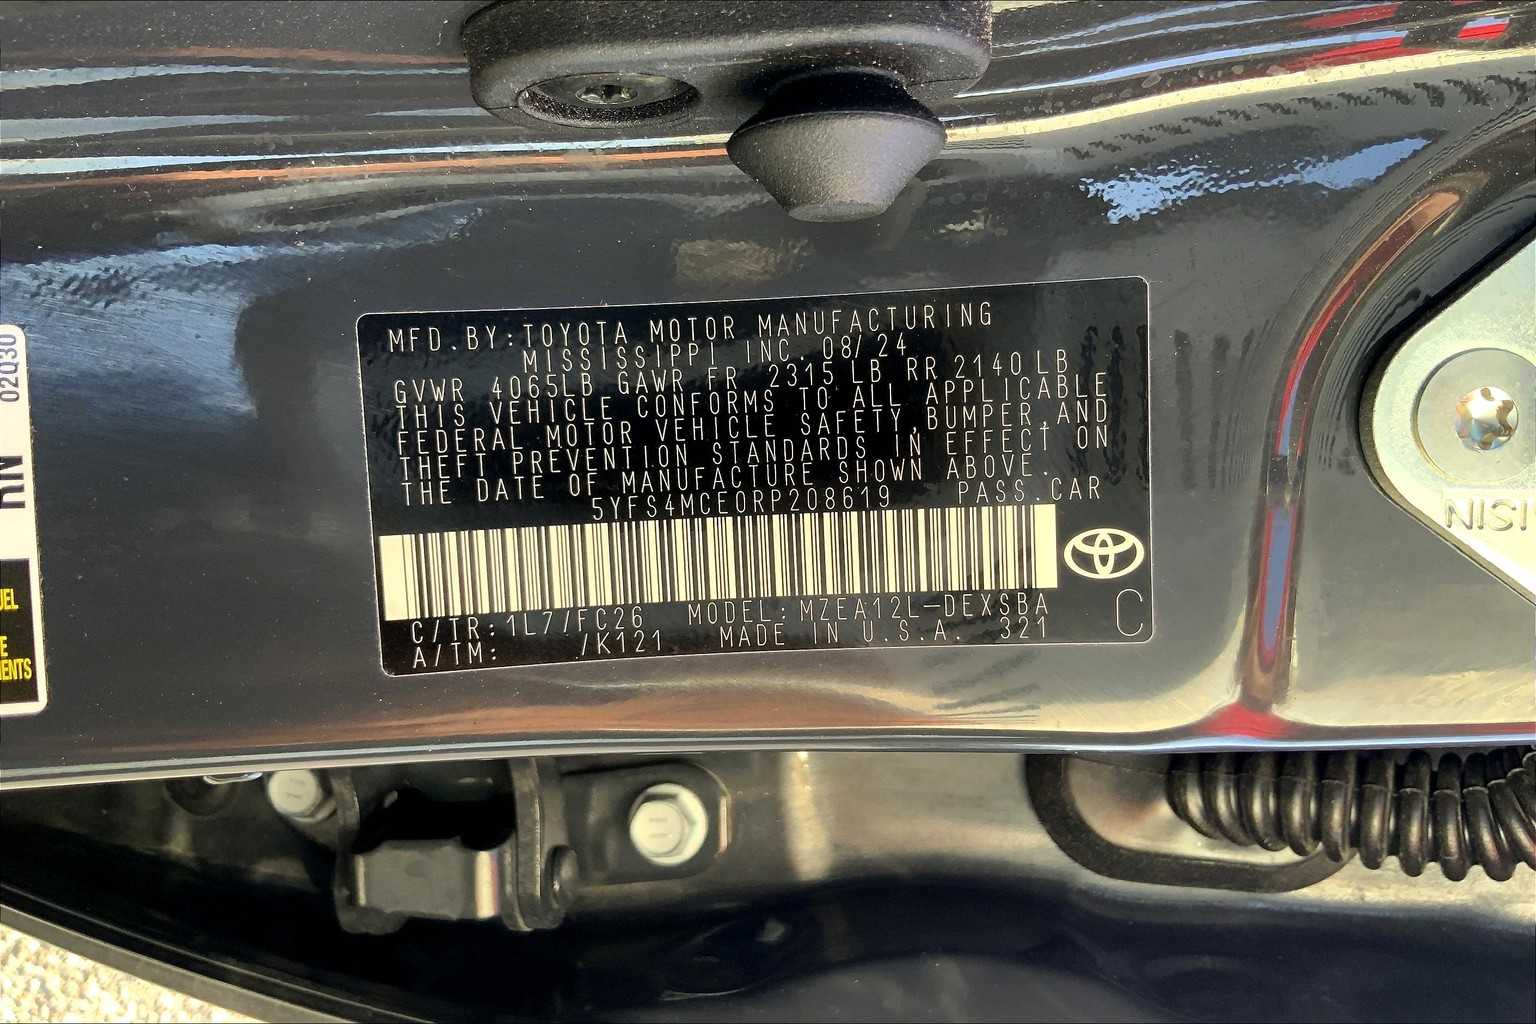 MFD.BY:TOYOTA MOTOR MANUFACTURING
MISSISSIPPI INC. 08/24
GVWR 4065LB GAWR FR 2315 LB RR 2140 LB
THIS VEHICLE CONFORMS TO ALL APPLICABLE
FEDERAL MOTOR VEHICLE SAFETY,BUMPER,AND
THEFT PREVENTION STANDARDS IN EFFECT ON
THE DATE OF MANUFACTURE SHOWN ABOVE.
5YFS4MCE0RP208619 PASS.CAR
C/TR:1L7/FC26 MODEL:MZEA12L-DEXSBA
A/TM: /K121 MADE IN U.S.A. 321
C
02Q30
NISI